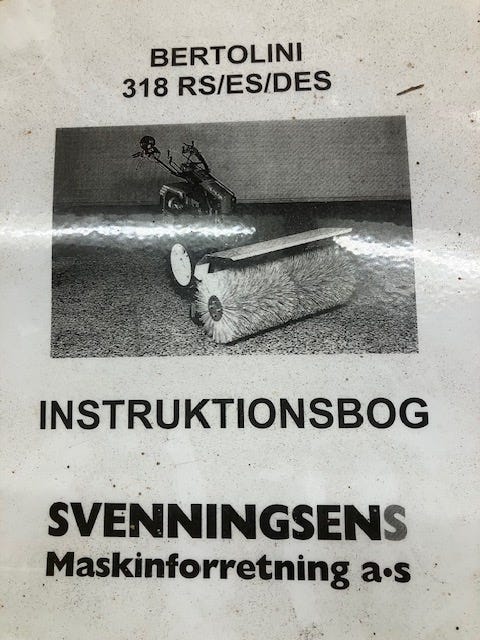 BERTOLINI
318 RS/ES/DES
INSTRUKTIONSBOG
SVENNINGSENS
Maskinforretning a•s